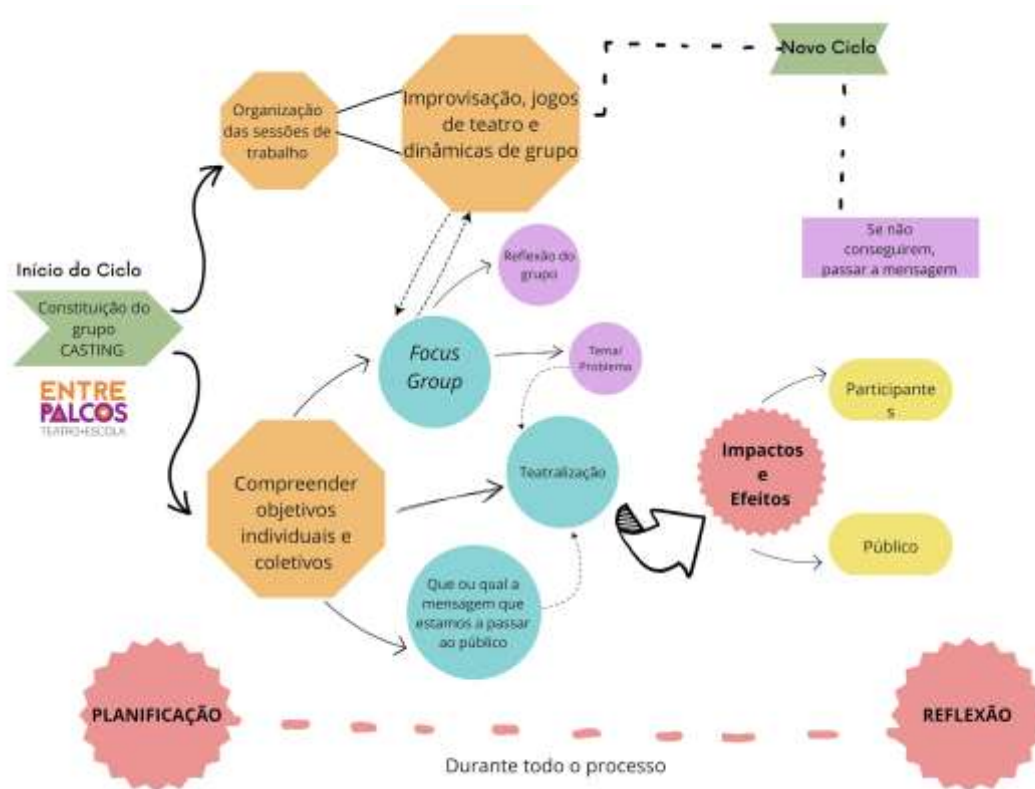 Organização
das sessões de
trabalho
Improvisação, jogos
de teatro e
dinâmicas de grupo
Novo Ciclo
Se não
conseguirem,
passar a mensagem
Início do Ciclo
Constituição do
grupo
CASTING
ENTRE
PALCOS
TEATRO+ESCOLA
Reflexão do
grupo
Focus
Group
Tema/
Problema
Teatralização
Compreender
objetivos
individuais e
coletivos
Que ou qual a
mensagem que
estamos a passar
ao público
Impactos
e
Efeitos
Participante
s
Público
PLANIFICAÇÃO
REFLEXÃO
Durante todo o processo